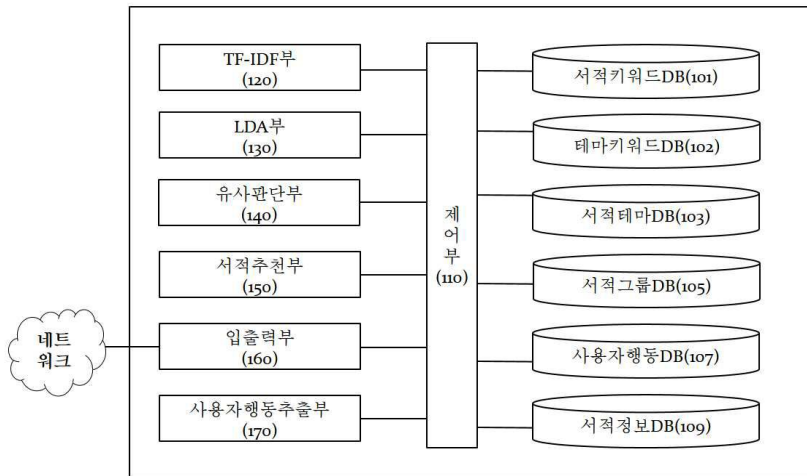 TF-IDF부
(120)
LDA부
(130)
유사판단부
(140)
서적추천부
(150)
입출력부
(160)
사용자행동추출부
(170)
네트
워크
제
어
부
(110)
서적키워드DB(101)
테마키워드DB(102)
서적테마DB(103)
서적그룹DB(105)
사용자행동DB(107)
서적정보DB(109)